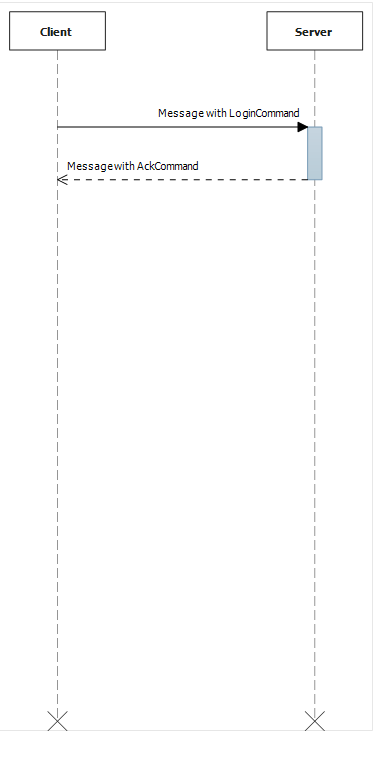 Client
Server
Message with LoginCommand
Message with AckCommand